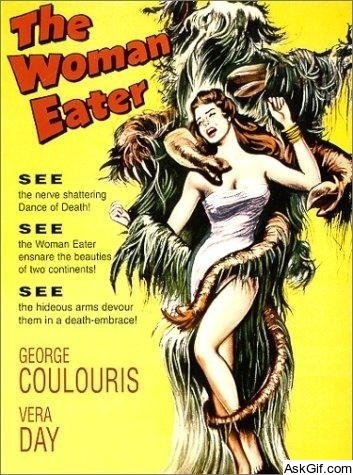 The
Woman
Eater
SEE
the nerve shattering
Dance of Death!
SEE
the Woman Eater
ensnare the beauties
of two continents!
SEE
the hideous arms devour
them in a death-embrace!
GEORGE
COULOURIS
VERA
DAY
AskGif.com